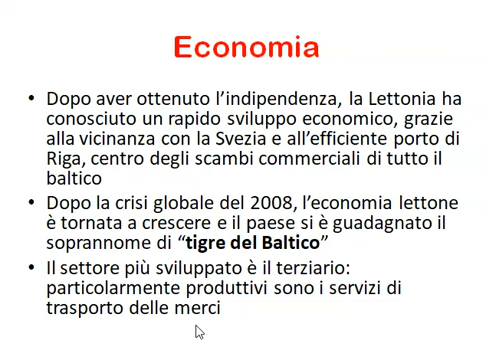 Economia
• Dopo aver ottenuto l'indipendenza, la Lettonia ha
conosciuto un rapido sviluppo economico, grazie
alla vicinanza con la Svezia e all'efficiente porto di
Riga, centro degli scambi commerciali di tutto il
baltico
• Dopo la crisi globale del 2008, l'economia lettone
è tornata a crescere e il paese si è guadagnato il
soprannome di “tigre del Baltico”
• Il settore più sviluppato è il terziario:
particolarmente produttivi sono i servizi di
trasporto delle merci